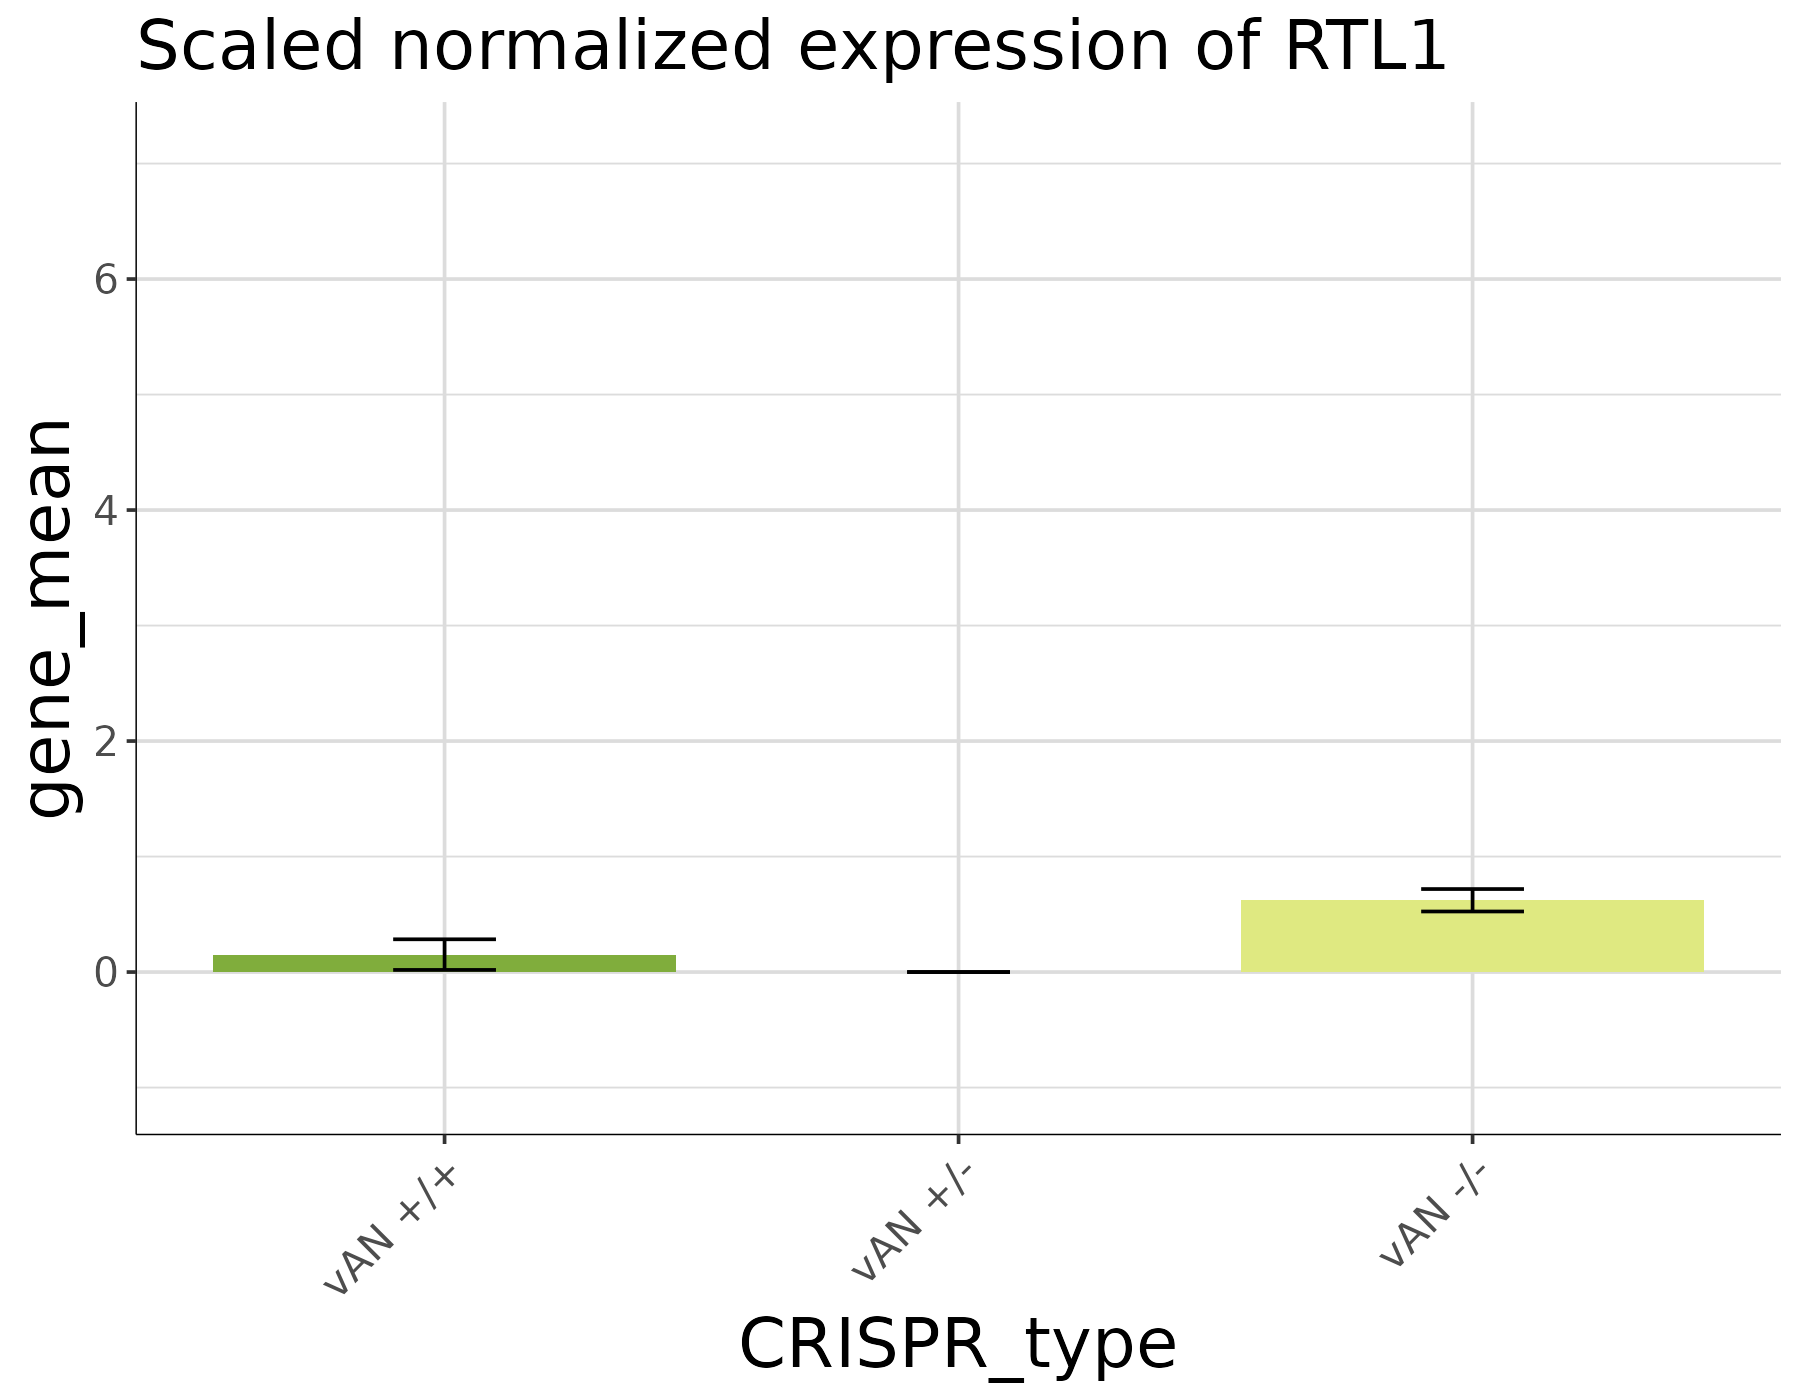 Scaled normalized expression of RTL1
gene_mean
6
4
2
0
vAN +/+
vAN +/-
vAN -/-
CRISPR_type